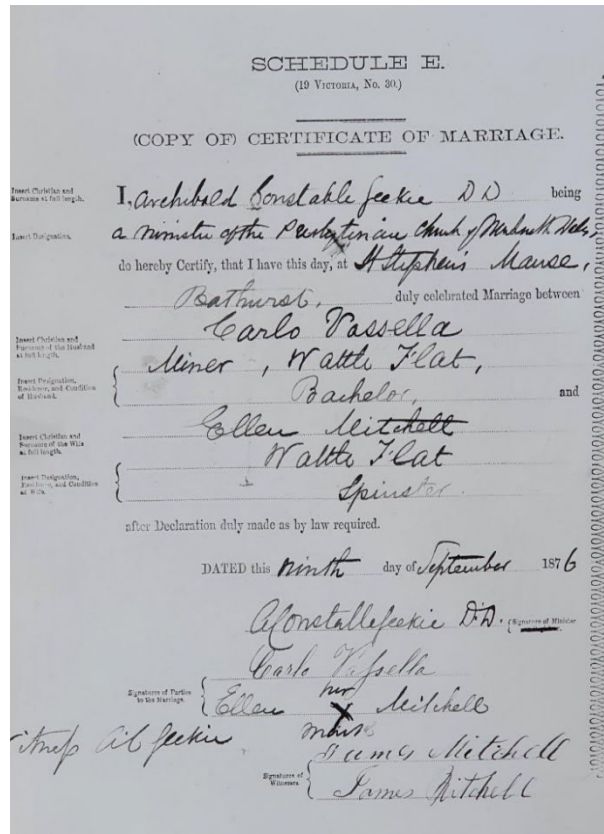 SCHEDULE E.
(19 VICTORIA, No. 30.)
(COPY OF) CERTIFICATE OF MARRIAGE.
Insert Christian and
Surname at full length.
I, Archibald Constable Geekie DD being
Insert Designation.
a minister of the Presbyterian Church of New South Wales,
do hereby Certify, that I have this day, at St Stephen's Manse,
Bathurst, duly celebrated Marriage between
Insert Christian and
Surname of the Husband
at full length.
Carlo Vassella
Insert Designation,
Residence, and Condition
of Husband.
Miner, Wattle Flat,
Bachelor, and
Insert Christian and
Surname of the Wife
at full length.
Ellen Mitchell
Insert Designation,
Residence, and Condition
of Wife.
Wattle Flat
Spinster.
after Declaration duly made as by law required.
DATED this ninth day of September 1876
A Constable Geekie D.D. (Signature of Minister
Signatures of Parties
to the Marriage.
Carlo Vassella
Ellen her X mark Mitchell
Witness A C Geekie
Signatures of
Witnesses.
James Mitchell
James Mitchell